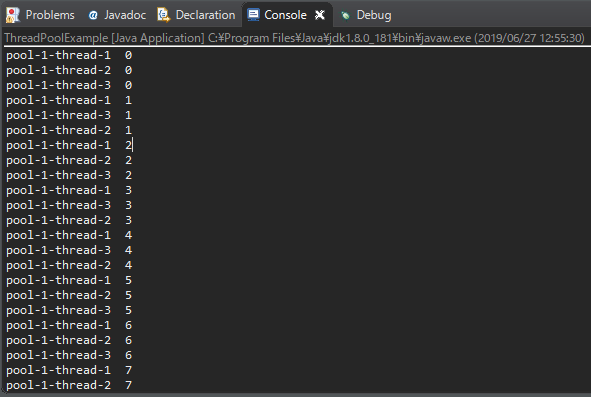 Problems @ Javadoc Declaration Console Debug
ThreadPoolExample [Java Application] C:¥Program Files¥Java¥jdk1.8.0_181¥bin¥javaw.exe (2019/06/27 12:55:30)
pool-1-thread-1 0
pool-1-thread-2 0
pool-1-thread-3 0
pool-1-thread-1 1
pool-1-thread-3 1
pool-1-thread-2 1
pool-1-thread-1 2
pool-1-thread-2 2
pool-1-thread-3 2
pool-1-thread-1 3
pool-1-thread-3 3
pool-1-thread-2 3
pool-1-thread-1 4
pool-1-thread-3 4
pool-1-thread-2 4
pool-1-thread-1 5
pool-1-thread-2 5
pool-1-thread-3 5
pool-1-thread-1 6
pool-1-thread-2 6
pool-1-thread-3 6
pool-1-thread-1 7
pool-1-thread-2 7